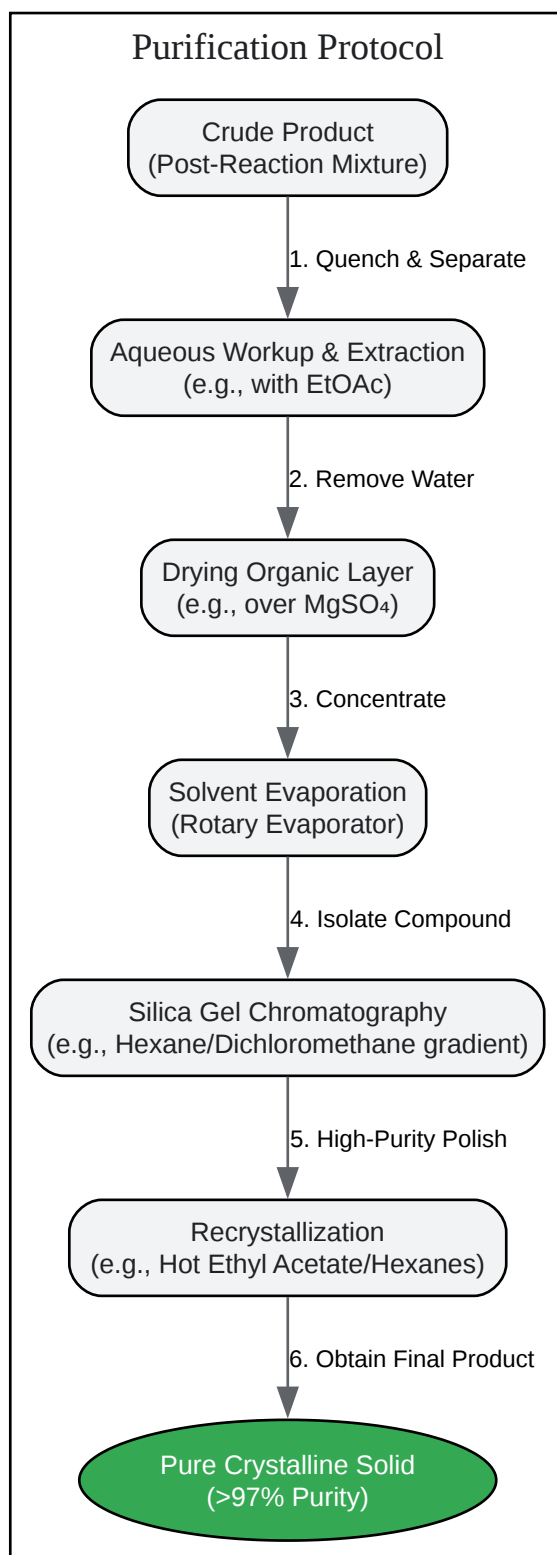 Purification Protocol
Crude Product
(Post-Reaction Mixture)
1. Quench & Separate
Aqueous Workup & Extraction
(e.g., with EtOAc)
2. Remove Water
Drying Organic Layer
(e.g., over MgSO₄)
3. Concentrate
Solvent Evaporation
(Rotary Evaporator)
4. Isolate Compound
Silica Gel Chromatography
(e.g., Hexane/Dichloromethane gradient)
5. High-Purity Polish
Recrystallization
(e.g., Hot Ethyl Acetate/Hexanes)
6. Obtain Final Product
Pure Crystalline Solid
(>97% Purity)